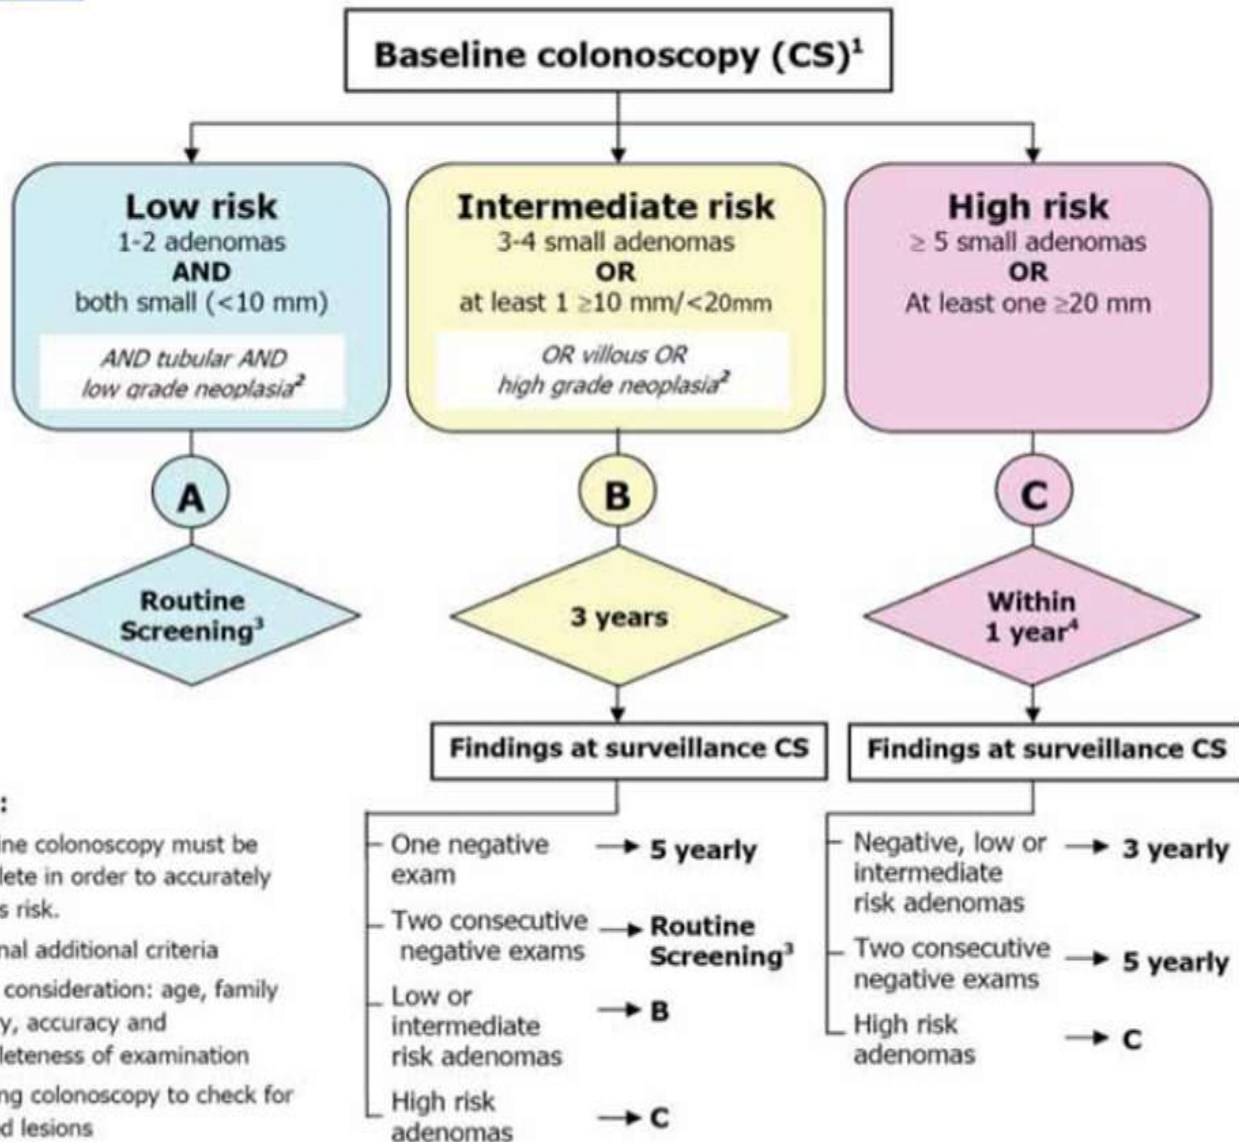 Baseline colonoscopy (CS)¹
Low risk
1-2 adenomas
AND
both small (<10 mm)
AND tubular AND
low grade neoplasia²
Intermediate risk
3-4 small adenomas
OR
at least 1 ≥10 mm/<20mm
OR villous OR
high grade neoplasia²
High risk
≥ 5 small adenomas
OR
At least one ≥20 mm
A
B
C
Routine
Screening³
3 years
Within
1 year⁴
Findings at surveillance CS
One negative
exam
5 yearly
Two consecutive
negative exams
Routine
Screening³
Low or
intermediate
risk adenomas
B
High risk
adenomas
C
Findings at surveillance CS
Negative, low or
intermediate
risk adenomas
3 yearly
Two consecutive
negative exams
5 yearly
High risk
adenomas
C
:
ine colonoscopy must be
lete in order to accurately
s risk.
nal additional criteria
consideration: age, family
y, accuracy and
leteness of examination
ng colonoscopy to check for
d lesions